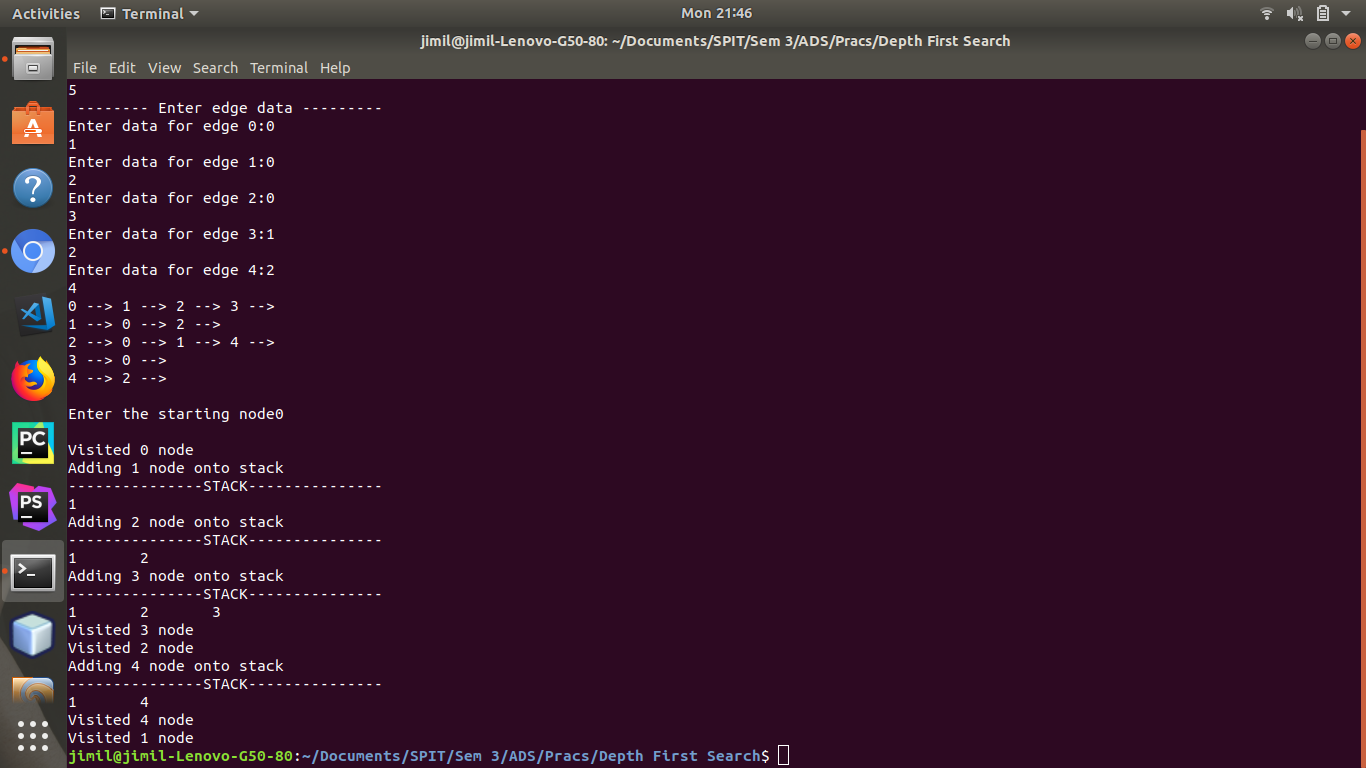 Activities Terminal Mon 21:46
jimil@jimil-Lenovo-G50-80: ~/Documents/SPIT/Sem 3/ADS/Pracs/Depth First Search
File Edit View Search Terminal Help
5
 -------- Enter edge data ---------
Enter data for edge 0:0
1
Enter data for edge 1:0
2
Enter data for edge 2:0
3
Enter data for edge 3:1
2
Enter data for edge 4:2
4
0 --> 1 --> 2 --> 3 -->
1 --> 0 --> 2 -->
2 --> 0 --> 1 --> 4 -->
3 --> 0 -->
4 --> 2 -->
Enter the starting node0
Visited 0 node
Adding 1 node onto stack
---------------STACK---------------
1
Adding 2 node onto stack
---------------STACK---------------
1       2
Adding 3 node onto stack
---------------STACK---------------
1       2       3
Visited 3 node
Visited 2 node
Adding 4 node onto stack
---------------STACK---------------
1       4
Visited 4 node
Visited 1 node
jimil@jimil-Lenovo-G50-80:~/Documents/SPIT/Sem 3/ADS/Pracs/Depth First Search$
A
?
PC
PS
>_